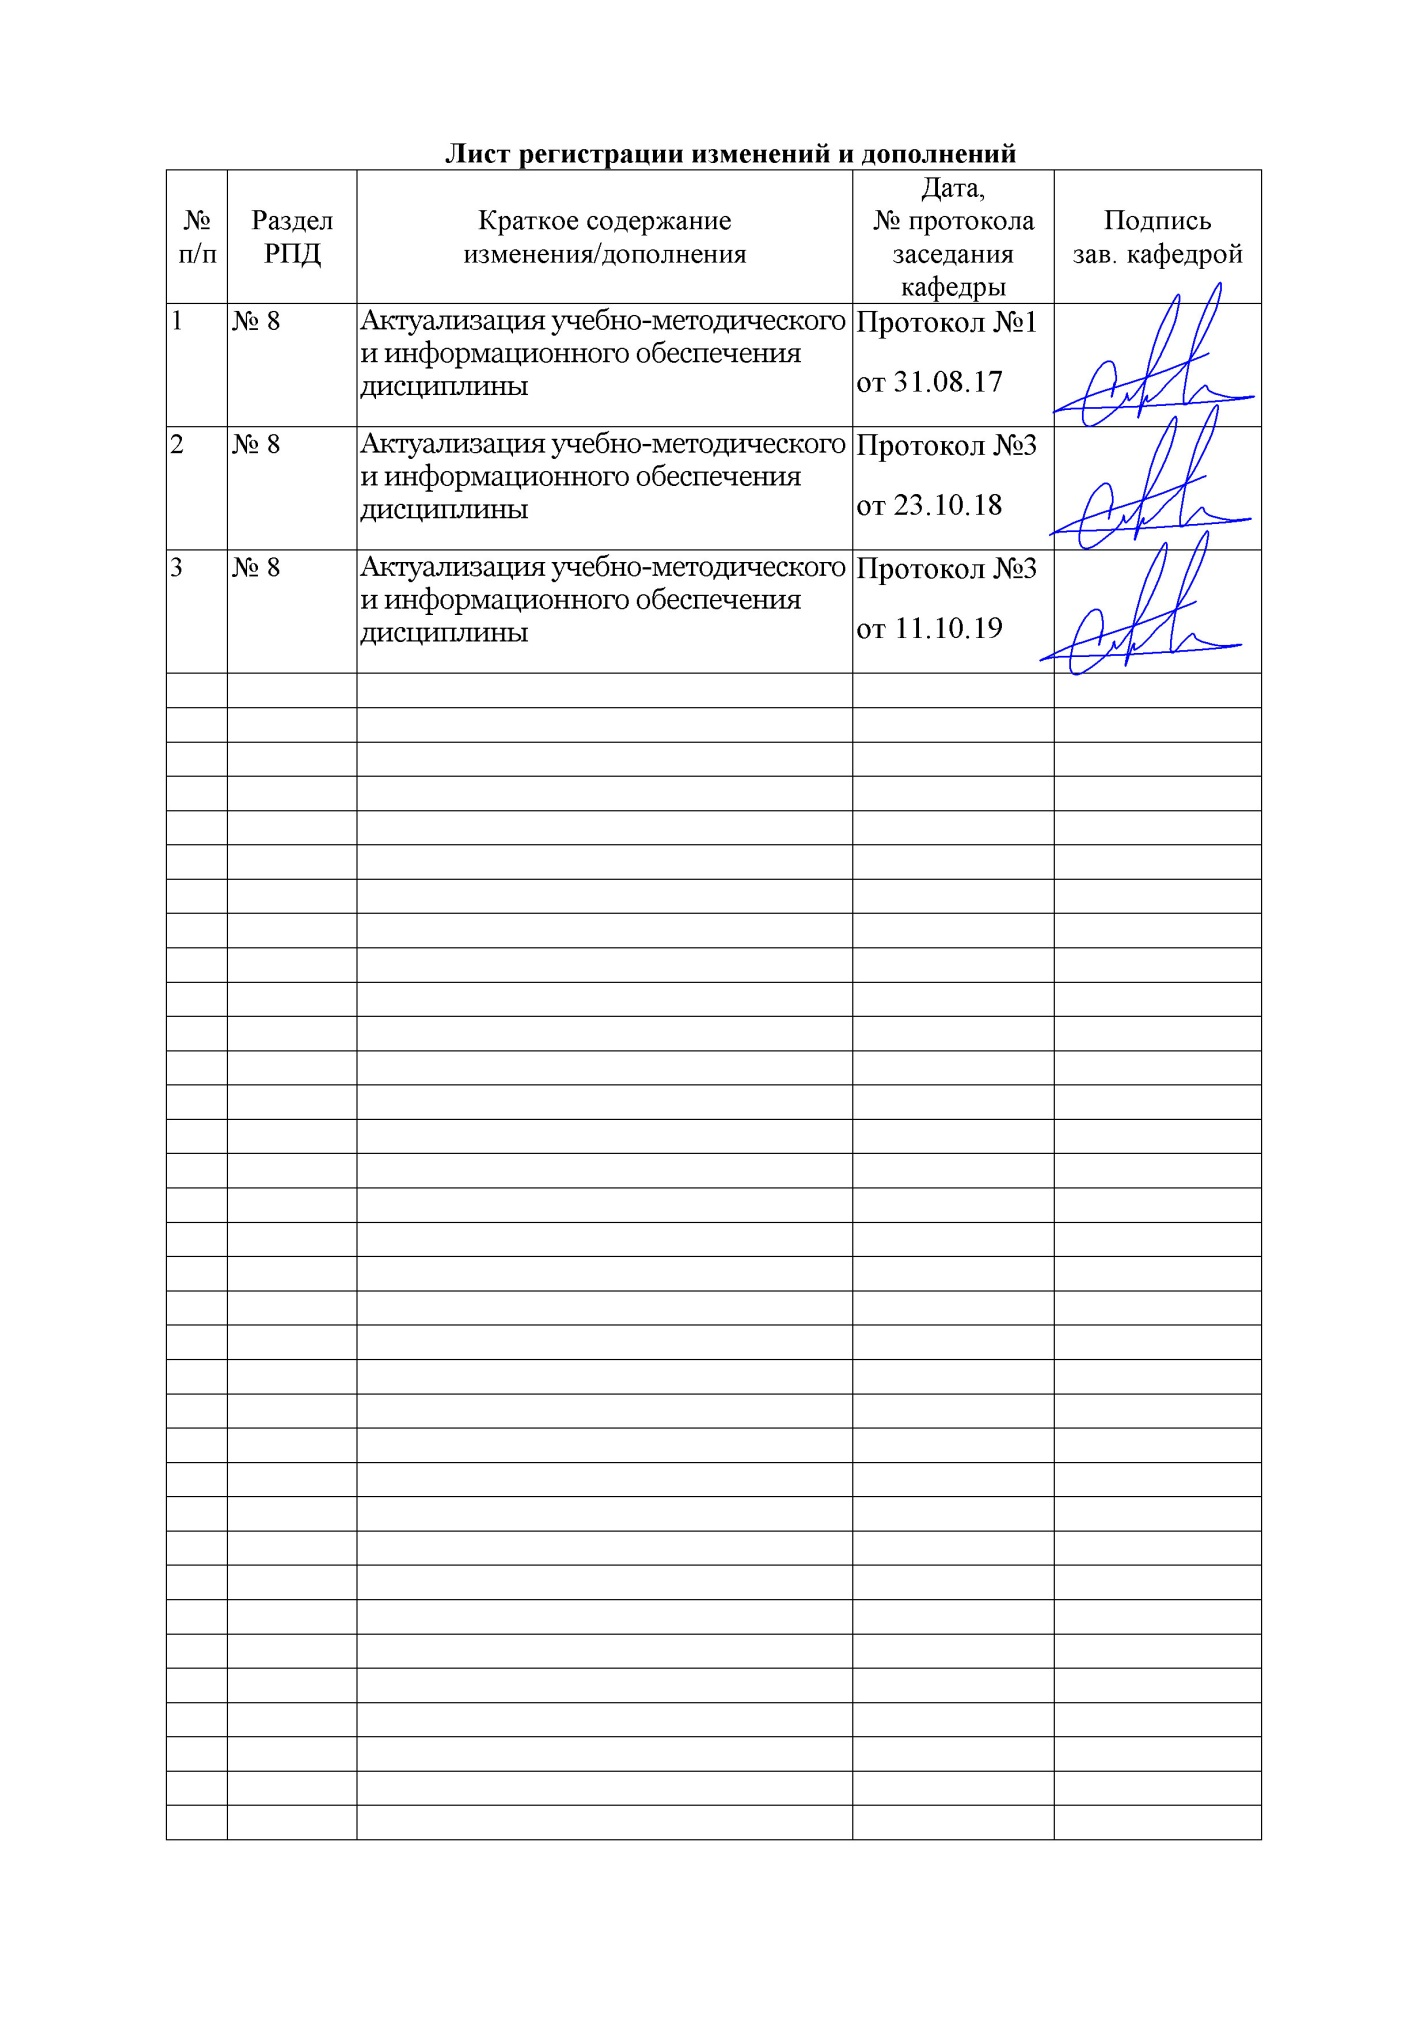 Лист регистрации изменений и дополнений
№
п/п
Раздел
РПД
Краткое содержание
изменения/дополнения
Дата,
№ протокола
заседания
кафедры
Подпись
зав. кафедрой
1
№ 8
Актуализация учебно-методического
и информационного обеспечения
дисциплины
Протокол №1
от 31.08.17
2
№ 8
Актуализация учебно-методического
и информационного обеспечения
дисциплины
Протокол №3
от 23.10.18
3
№ 8
Актуализация учебно-методического
и информационного обеспечения
дисциплины
Протокол №3
от 11.10.19